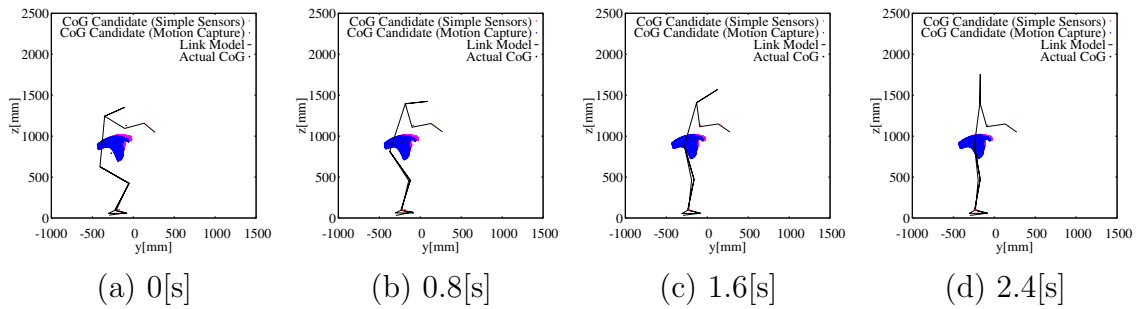 CoG Candidate (Simple Sensors)
CoG Candidate (Motion Capture)
Link Model
Actual CoG
z[mm]
2500
2000
1500
1000
500
0
-1000 -500 0 500 1000 1500
y[mm]
(a) 0[s]
CoG Candidate (Simple Sensors)
CoG Candidate (Motion Capture)
Link Model
Actual CoG
z[mm]
2500
2000
1500
1000
500
0
-1000 -500 0 500 1000 1500
y[mm]
(b) 0.8[s]
CoG Candidate (Simple Sensors)
CoG Candidate (Motion Capture)
Link Model
Actual CoG
z[mm]
2500
2000
1500
1000
500
0
-1000 -500 0 500 1000 1500
y[mm]
(c) 1.6[s]
CoG Candidate (Simple Sensors)
CoG Candidate (Motion Capture)
Link Model
Actual CoG
z[mm]
2500
2000
1500
1000
500
0
-1000 -500 0 500 1000 1500
y[mm]
(d) 2.4[s]